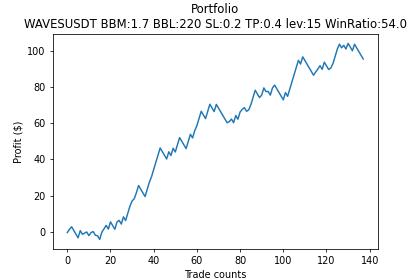 Portfolio
WAVESUSDT BBM:1.7 BBL:220 SL:0.2 TP:0.4 lev:15 WinRatio:54.0
Profit ($)
100
80
60
40
20
0
0 20 40 60 80 100 120 140
Trade counts